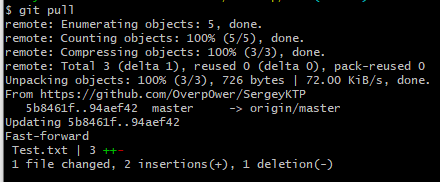 $ git pull
remote: Enumerating objects: 5, done.
remote: Counting objects: 100% (5/5), done.
remote: Compressing objects: 100% (3/3), done.
remote: Total 3 (delta 1), reused 0 (delta 0), pack-reused 0
Unpacking objects: 100% (3/3), 726 bytes | 72.00 KiB/s, done.
From https://github.com/OverpOwer/SergeyKTP
   5b8461f..94aef42  master     -> origin/master
Updating 5b8461f..94aef42
Fast-forward
 Test.txt | 3 ++-
 1 file changed, 2 insertions(+), 1 deletion(-)